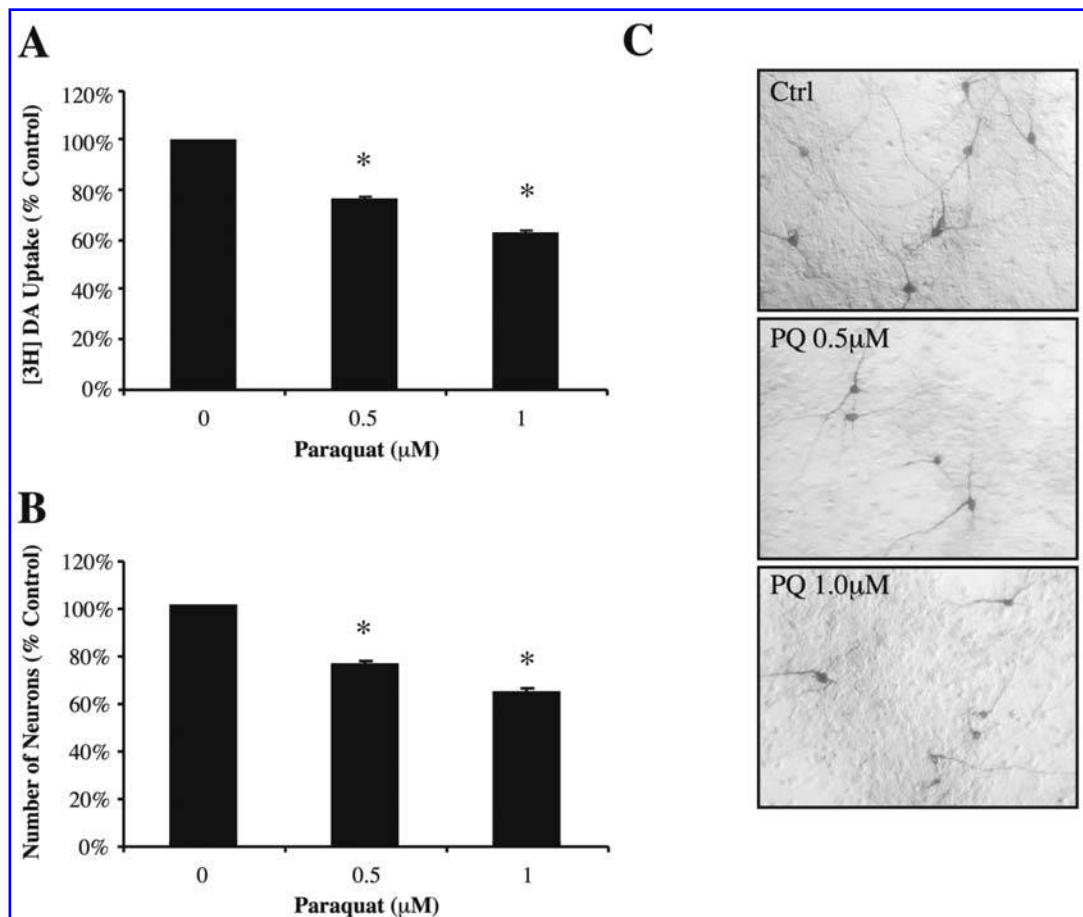 A
[3H] DA Uptake (% Control)
120%
100%
80%
60%
40%
20%
0%
*
*
0
0.5
1
Paraquat (μM)
B
Number of Neurons (% Control)
120%
100%
80%
60%
40%
20%
0%
*
*
0
0.5
1
Paraquat (μM)
C
Ctrl
PQ 0.5μM
PQ 1.0μM